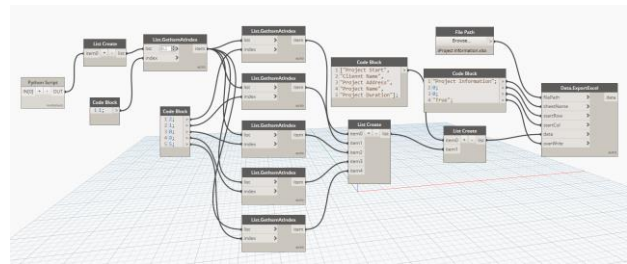 Python Script
IN[0] + - OUT
List Create
item0 + - list
Code Block
1;
List.GetItemAtIndex
list
item
index
Code Block
List.GetItemAtIndex
list
item
index
List.GetItemAtIndex
list
item
index
List.GetItemAtIndex
list
item
index
List.GetItemAtIndex
list
item
index
List.GetItemAtIndex
list
item
index
Code Block
["Project Start",
"Client Name",
"Project Address",
"Project Name",
"Project Duration"];
List Create
item0 + - list
item1
item2
item3
item4
File Path
Browse...
Code Block
"Project Information";
0;
0;
"true";
List Create
item0 + - list
item1
Data.ExportExcel
filePath
data
sheetName
startRow
startCol
data
overWrite